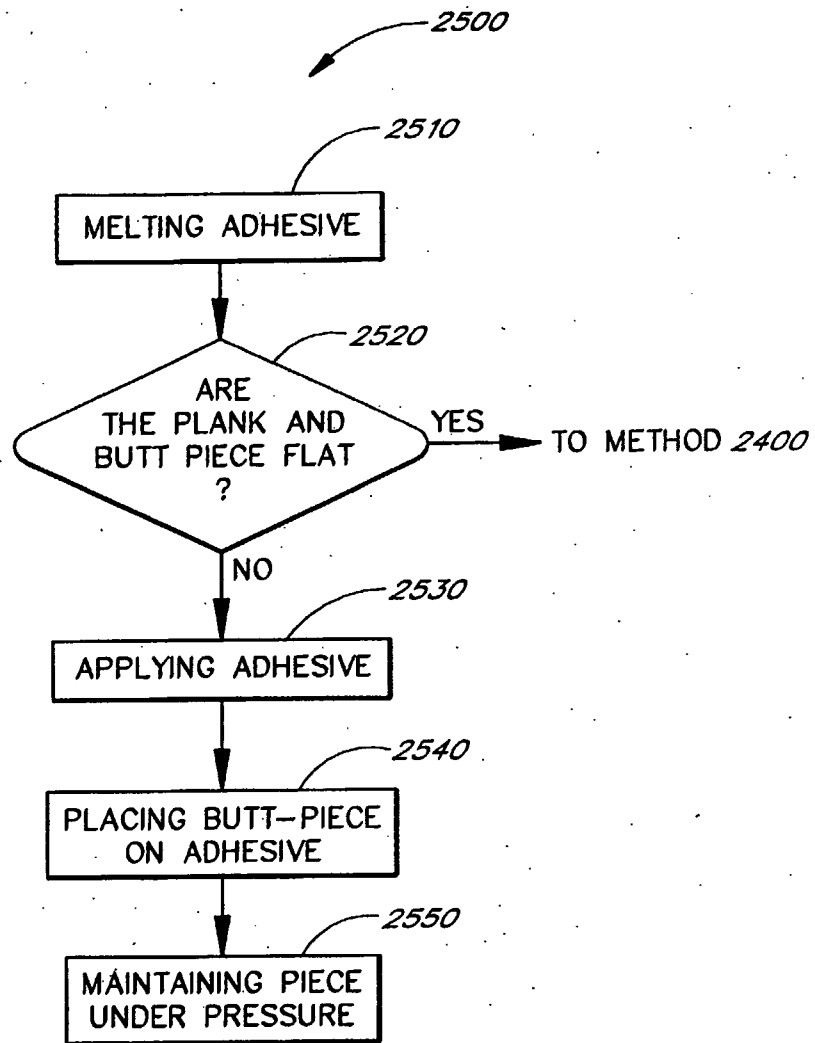 2500
2510
MELTING ADHESIVE
2520
ARE
THE PLANK AND
BUTT PIECE FLAT
?
YES
TO METHOD 2400
NO
2530
APPLYING ADHESIVE
2540
PLACING BUTT-PIECE
ON ADHESIVE
2550
MAINTAINING PIECE
UNDER PRESSURE